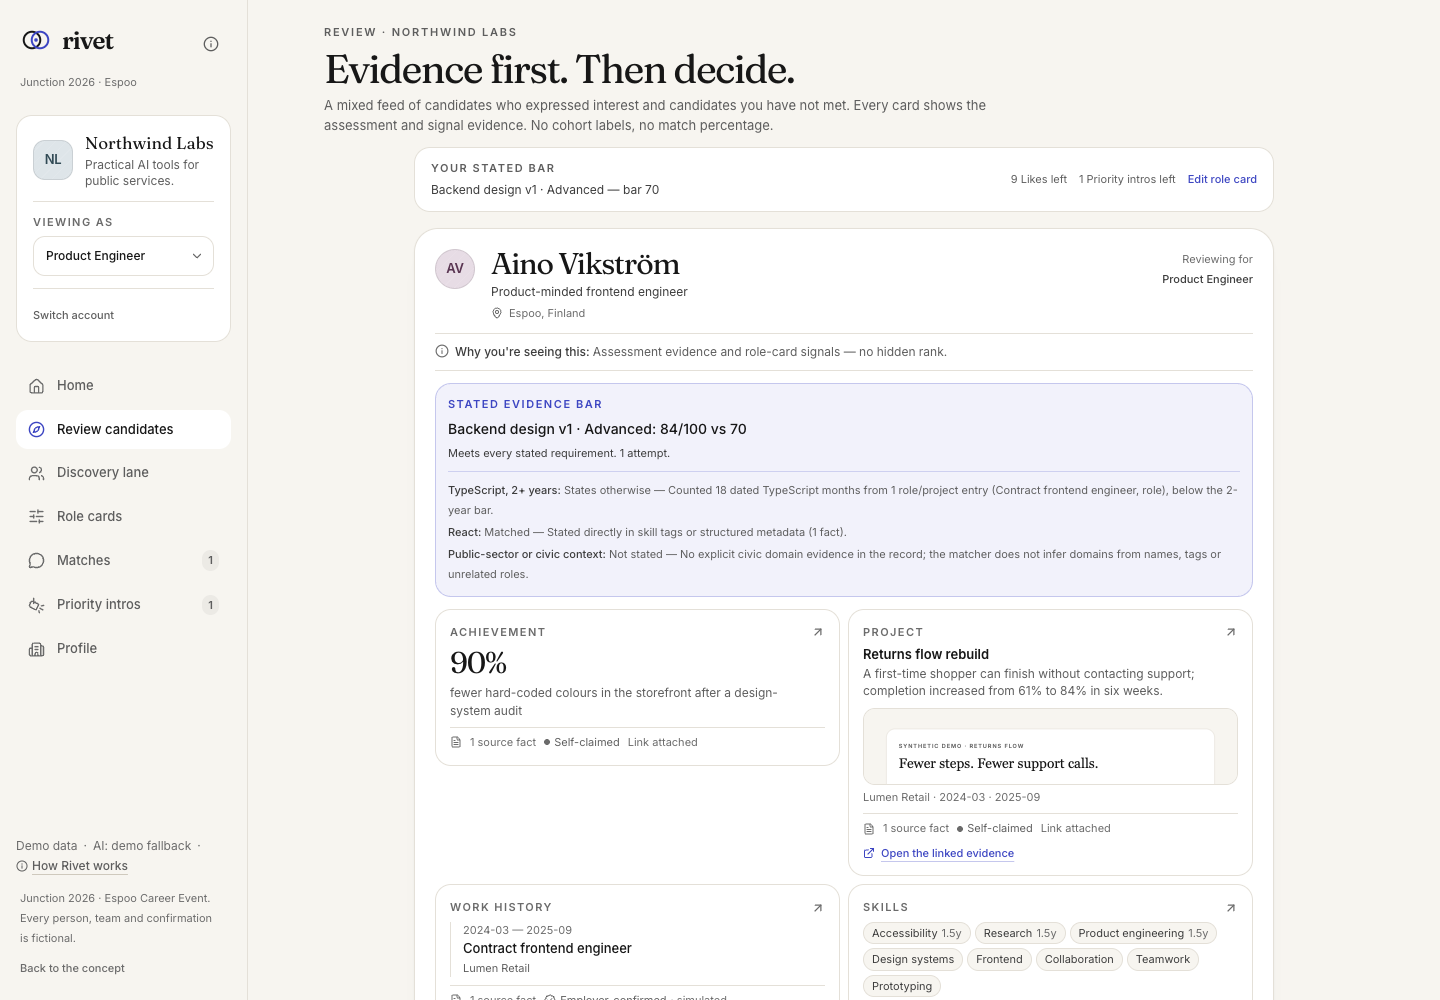 rivet
Junction 2026 · Espoo
NL
Northwind Labs
Practical AI tools for
public services.
VIEWING AS
Product Engineer
Switch account
Home
Review candidates
Discovery lane
Role cards
Matches
1
Priority intros
1
Profile
Demo data · AI: demo fallback ·
How Rivet works
Junction 2026 · Espoo Career Event.
Every person, team and confirmation
is fictional.
Back to the concept
REVIEW · NORTHWIND LABS
Evidence first. Then decide.
A mixed feed of candidates who expressed interest and candidates you have not met. Every card shows the
assessment and signal evidence. No cohort labels, no match percentage.
YOUR STATED BAR
Backend design v1 · Advanced — bar 70
9 Likes left 1 Priority intros left Edit role card
AV
Aino Vikström
Product-minded frontend engineer
Espoo, Finland
Reviewing for
Product Engineer
Why you're seeing this: Assessment evidence and role-card signals — no hidden rank.
STATED EVIDENCE BAR
Backend design v1 · Advanced: 84/100 vs 70
Meets every stated requirement. 1 attempt.
TypeScript, 2+ years: States otherwise — Counted 18 dated TypeScript months from 1 role/project entry (Contract frontend engineer, role), below the 2-
year bar.
React: Matched — Stated directly in skill tags or structured metadata (1 fact).
Public-sector or civic context: Not stated — No explicit civic domain evidence in the record; the matcher does not infer domains from names, tags or
unrelated roles.
ACHIEVEMENT
90%
fewer hard-coded colours in the storefront after a design-
system audit
1 source fact Self-claimed Link attached
PROJECT
Returns flow rebuild
A first-time shopper can finish without contacting support;
completion increased from 61% to 84% in six weeks.
SYNTHETIC DEMO · RETURNS FLOW
Fewer steps. Fewer support calls.
Lumen Retail · 2024-03 · 2025-09
1 source fact Self-claimed Link attached
Open the linked evidence
WORK HISTORY
2024-03 — 2025-09
Contract frontend engineer
Lumen Retail
1 source fact Employer-confirmed · simulated
SKILLS
Accessibility 1.5y Research 1.5y Product engineering 1.5y
Design systems Frontend Collaboration Teamwork
Prototyping